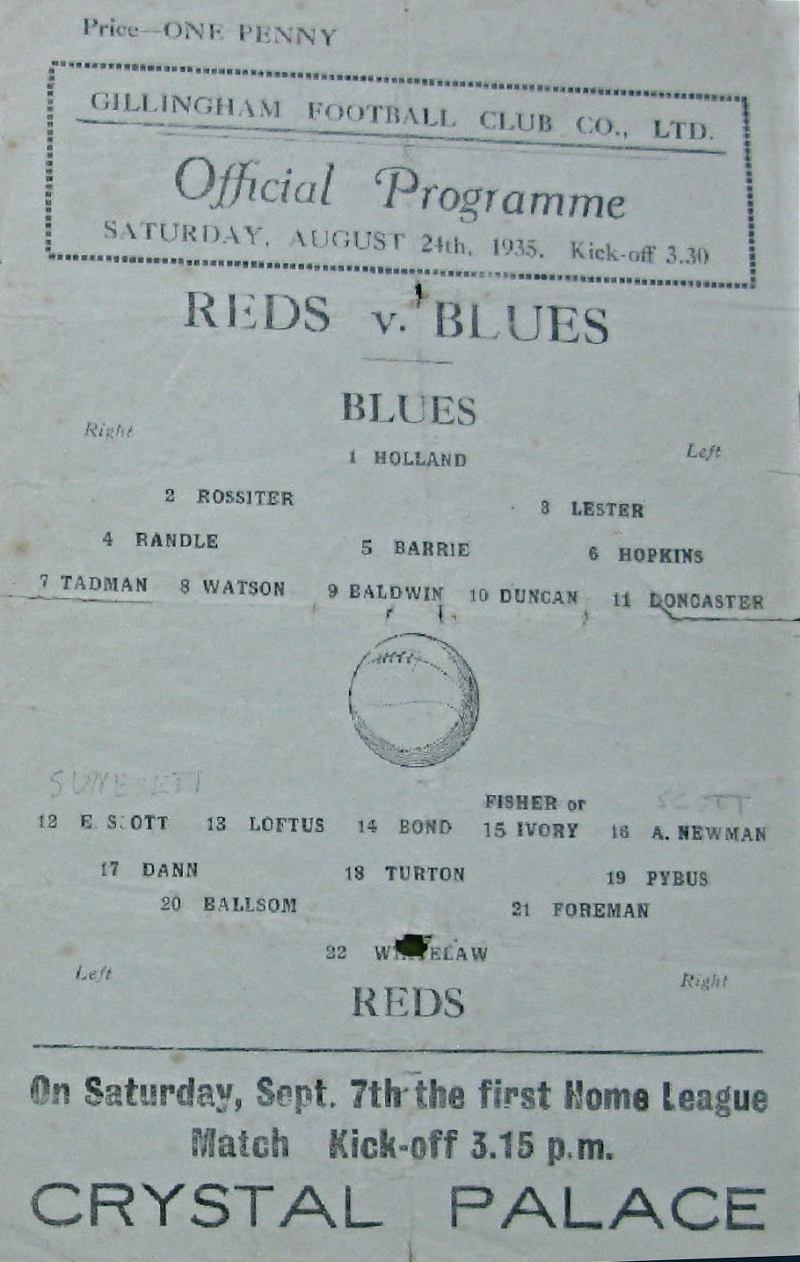 Price—ONE PENNY
GILLINGHAM FOOTBALL CLUB CO., LTD.
Official Programme
SATURDAY, AUGUST 24th, 1935. Kick-off 3.30
REDS v. BLUES
BLUES
Right Left
1 HOLLAND
2 ROSSITER 3 LESTER
4 RANDLE 5 BARRIE 6 HOPKINS
7 TADMAN 8 WATSON 9 BALDWIN 10 DUNCAN 11 DONCASTER
SCOTT
FISHER or
12 E. SCOTT 13 LOFTUS 14 BOND 15 IVORY 16 A. NEWMAN
17 DANN 18 TURTON 19 PYBUS
20 BALLSOM 21 FOREMAN
22
Left Right
REDS
On Saturday, Sept. 7th the first Home League
Match Kick-off 3.15 p.m.
CRYSTAL PALACE